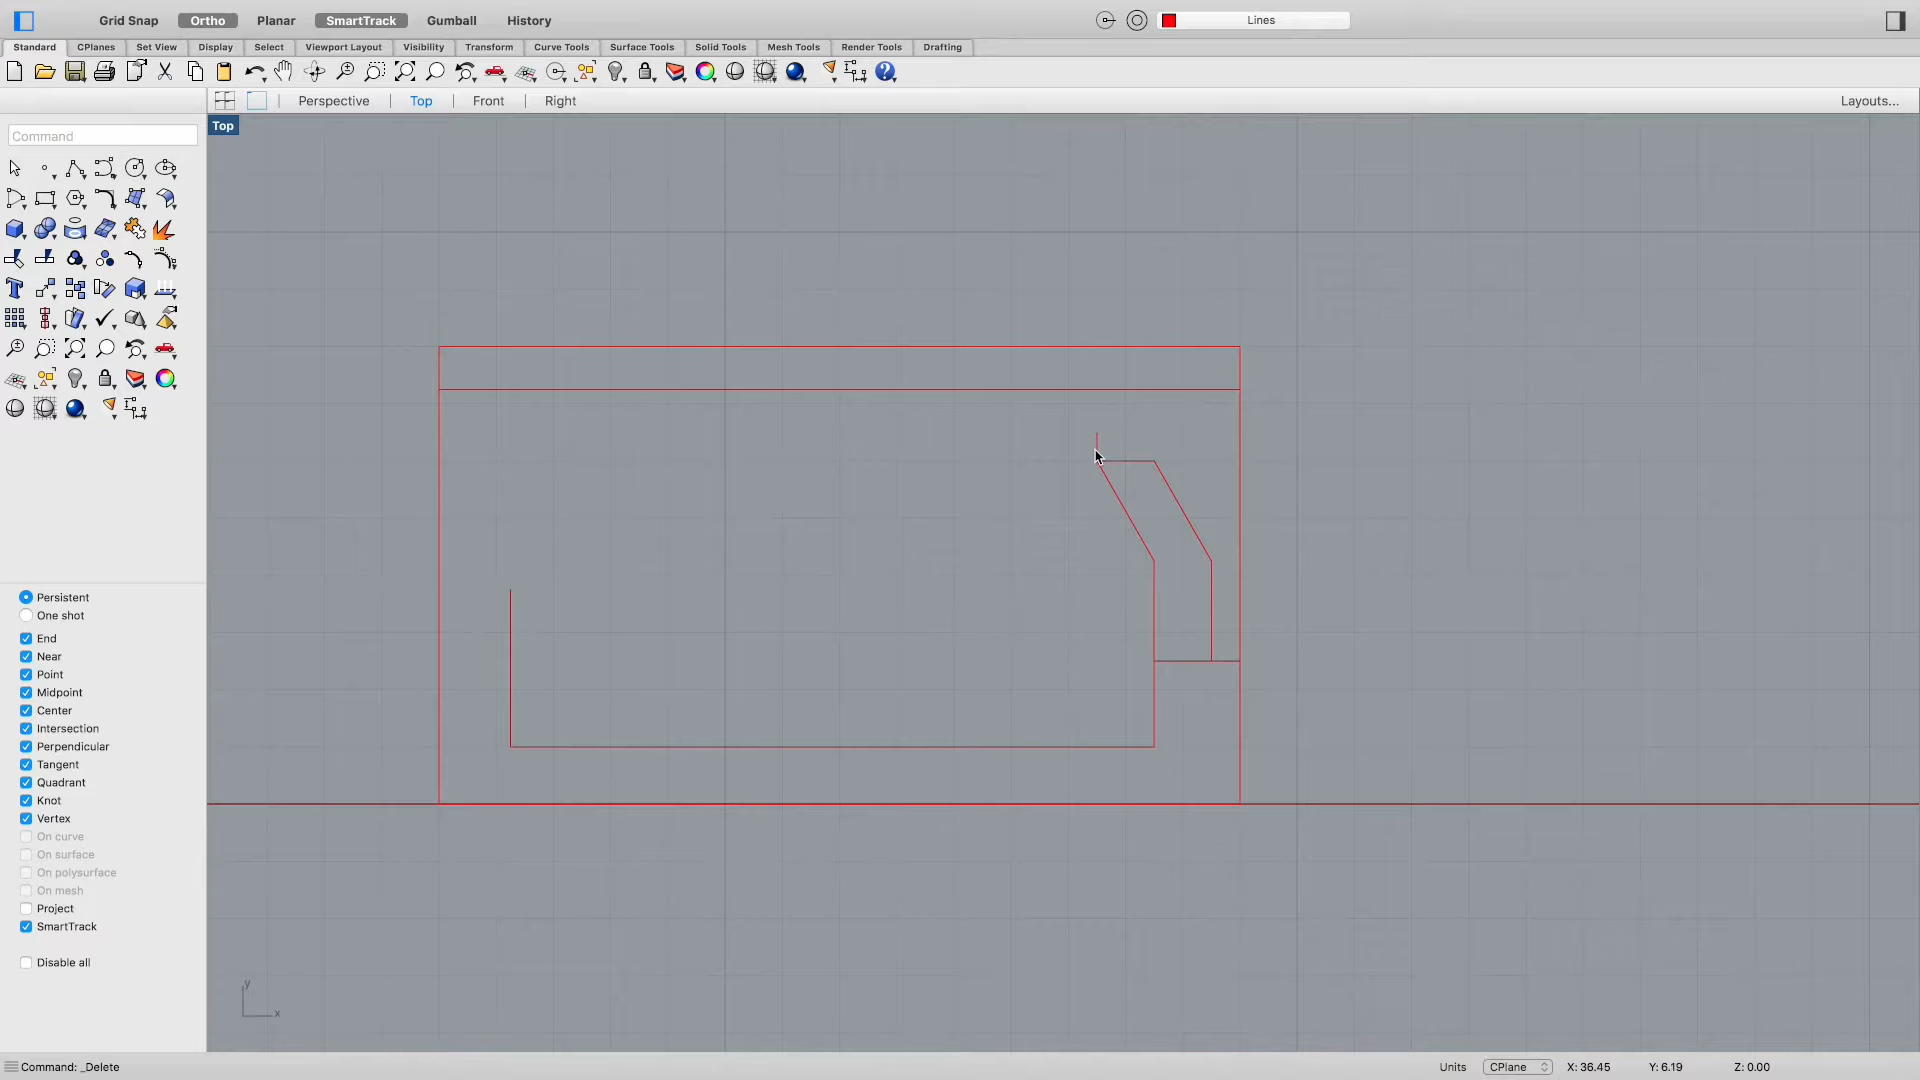 Grid Snap Ortho Planar SmartTrack Gumball History Lines
Standard CPlanes Set View Display Select Viewport Layout Visibility Transform Curve Tools Surface Tools Solid Tools Mesh Tools Render Tools Drafting
Perspective Top Front Right Layouts...
Top
Command
Persistent
One shot
End
Near
Point
Midpoint
Center
Intersection
Perpendicular
Tangent
Quadrant
Knot
Vertex
On curve
On surface
On polysurface
On mesh
Project
SmartTrack
Disable all
y
x
Command: _Delete Units CPlane X: 36.45 Y: 6.19 Z: 0.00